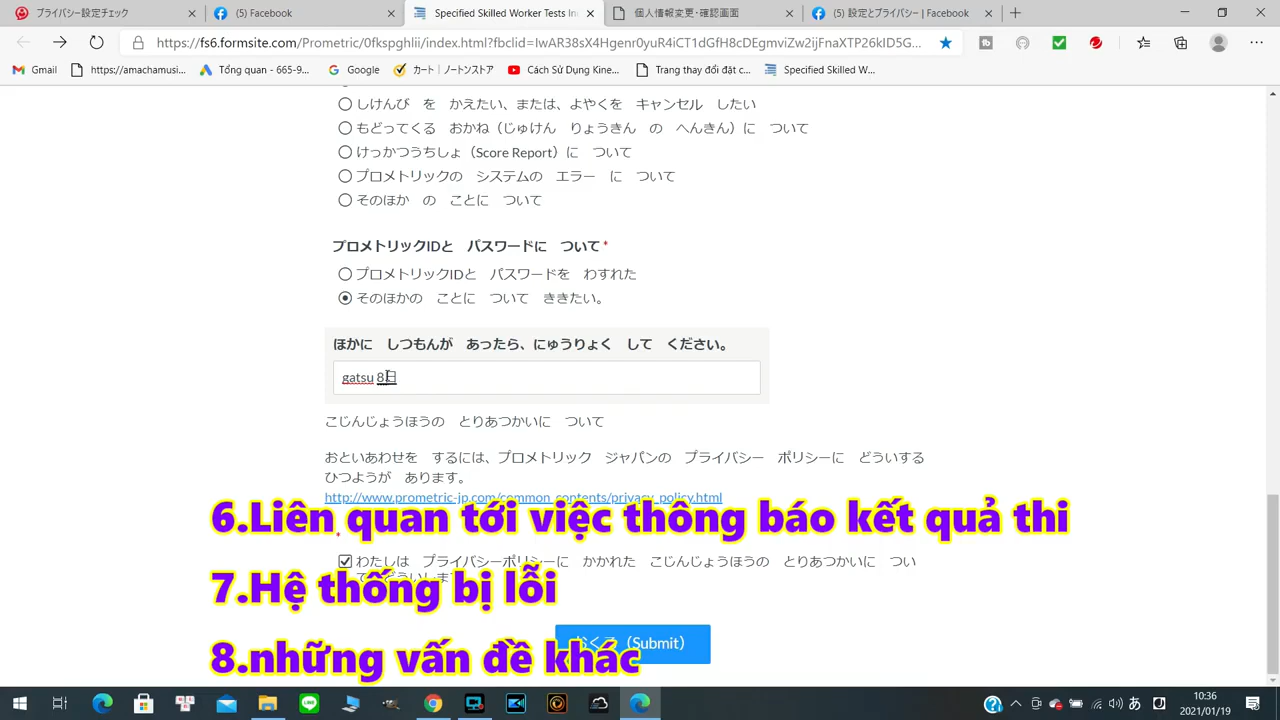 プライバシー設定チェック
(5) Facebook
Specified Skilled Worker Tests In
個人情報変更・確認画面
(5) 設定とプライバシー | Facebook
https://fs6.formsite.com/Prometric/0fkspghlii/index.html?fbclid=IwAR38sX4Hgenr0yuR4iCT1dGfH8cDEgmviZw2ijFnaXTP26kID5G...
Gmail
https://amachamusi...
Tổng quan - 665-9...
Google
カート | ノートンストア
Cách Sử Dụng Kine...
Trang thay đổi đặt c...
Specified Skilled W...
しけんび を かえたい、または、よやくを キャンセル したい
もどってくる おかね（じゅけん りょうきん の へんきん）に ついて
けっかつうちしょ（Score Report）に ついて
プロメトリックの システムの エラー に ついて
そのほか の ことに ついて
プロメトリックIDと パスワードに ついて *
プロメトリックIDと パスワードを わすれた
そのほかの ことに ついて ききたい。
ほかに しつもんが あったら、にゅうりょく して ください。
gatsu 8日
こじんじょうほうの とりあつかいに ついて
おといあわせを するには、プロメトリック ジャパンの プライバシー ポリシーに どういする
ひつようが あります。
http://www.prometric-jp.com/common_contents/privacy_policy.html
6.Liên quan tới việc thông báo kết quả thi
*
わたしは プライバシーポリシーに かかれた こじんじょうほうの とりあつかいに つい
7.Hệ thống bị lỗi
(Submit)
8.những vấn đề khác
10:36
2021/01/19